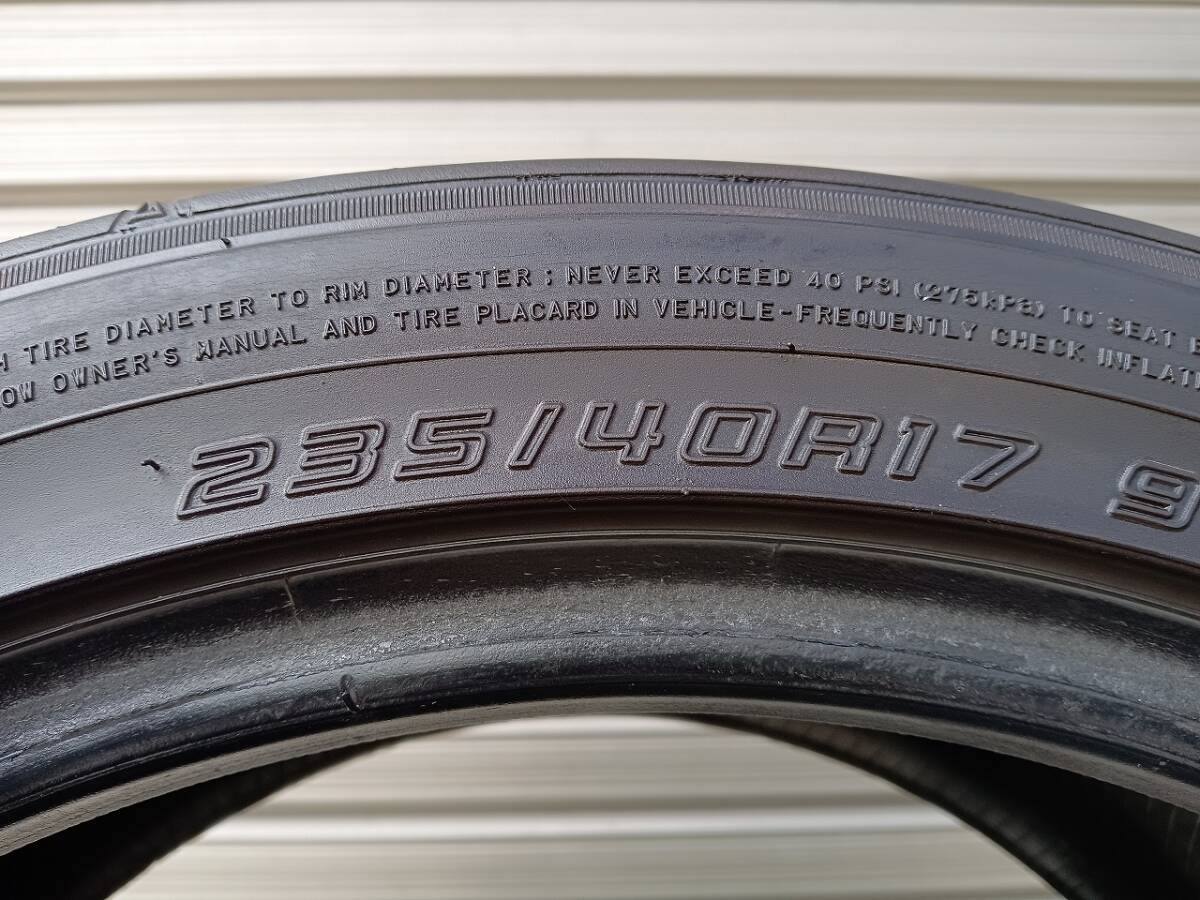 TIRE DIAMETER TO RIM DIAMETER ; NEVER EXCEED 40 PSI (275kPa) TO SEAT
OWNER'S MANUAL AND TIRE PLACARD IN VEHICLE-FREQUENTLY CHECK
235/40R17 9